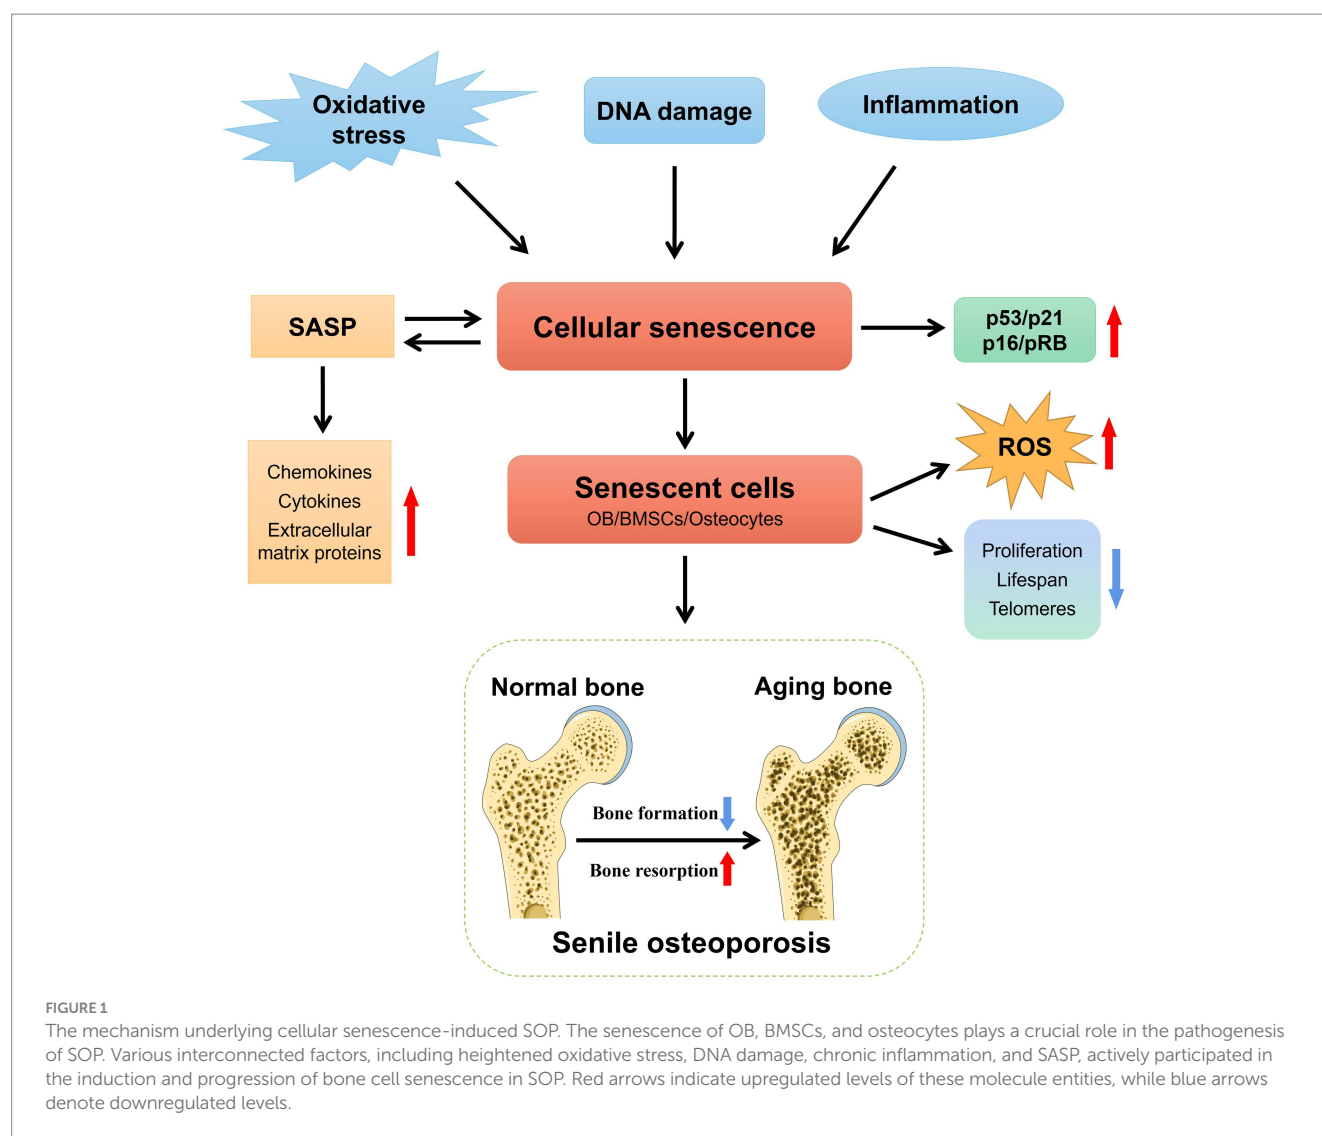 Oxidative
stress
DNA damage
Inflammation
SASP
Cellular senescence
p53/p21
p16/pRB
ROS
Chemokines
Cytokines
Extracellular
matrix proteins
Senescent cells
OB/BMSCs/Osteocytes
Proliferation
Lifespan
Telomeres
Normal bone
Aging bone
Bone formation
Bone resorption
Senile osteoporosis
FIGURE 1
The mechanism underlying cellular senescence-induced SOP. The senescence of OB, BMSCs, and osteocytes plays a crucial role in the pathogenesis
of SOP. Various interconnected factors, including heightened oxidative stress, DNA damage, chronic inflammation, and SASP, actively participated in
the induction and progression of bone cell senescence in SOP. Red arrows indicate upregulated levels of these molecule entities, while blue arrows
denote downregulated levels.